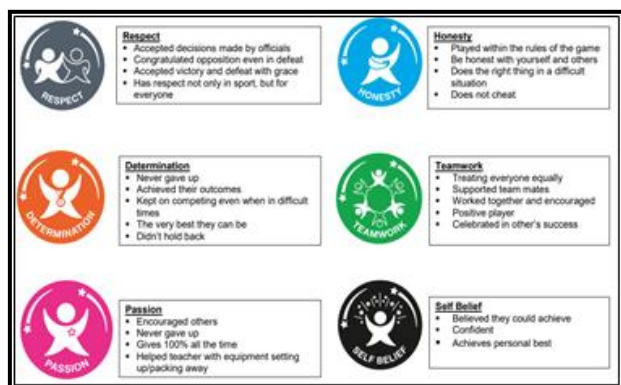 RESPECT
Respect
▪ Accepted decisions made by officials
▪ Congratulated opposition even in defeat
▪ Accepted victory and defeat with grace
▪ Has respect not only in sport, but for
everyone
HONESTY
Honesty
▪ Played within the rules of the game
▪ Be honest with yourself and others
▪ Does the right thing in a difficult
situation
▪ Does not cheat
DETERMINATION
Determination
▪ Never gave up
▪ Achieved their outcomes
▪ Kept on competing even when in difficult
times
▪ The very best they can be
▪ Didn't hold back
TEAMWORK
Teamwork
▪ Treating everyone equally
▪ Supported team mates
▪ Worked together and encouraged
▪ Positive player
▪ Celebrated in other's success
PASSION
Passion
▪ Encouraged others
▪ Never gave up
▪ Gives 100% all the time
▪ Helped teacher with equipment setting
up/packing away
SELF BELIEF
Self Belief
▪ Believed they could achieve
▪ Confident
▪ Achieves personal best